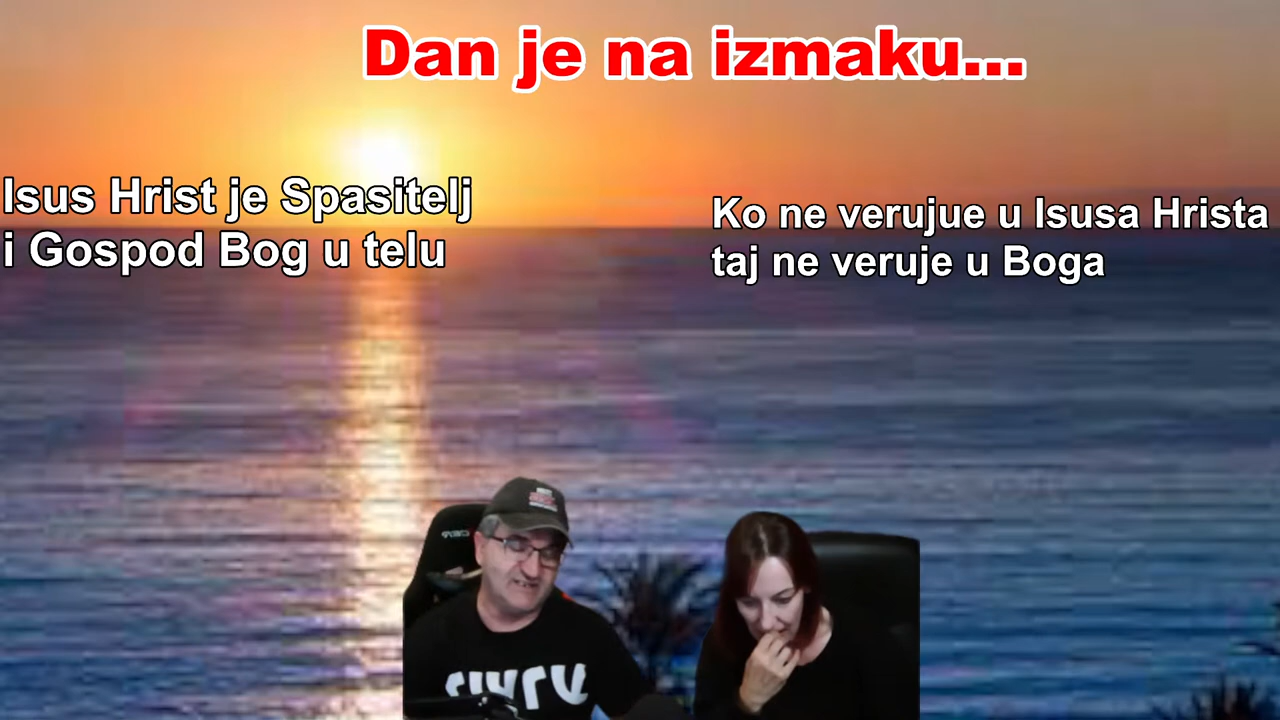 Dan je na izmaku...
Isus Hrist je Spasitelj
i Gospod Bog u telu
Ko ne verujue u Isusa Hrista
taj ne veruje u Boga